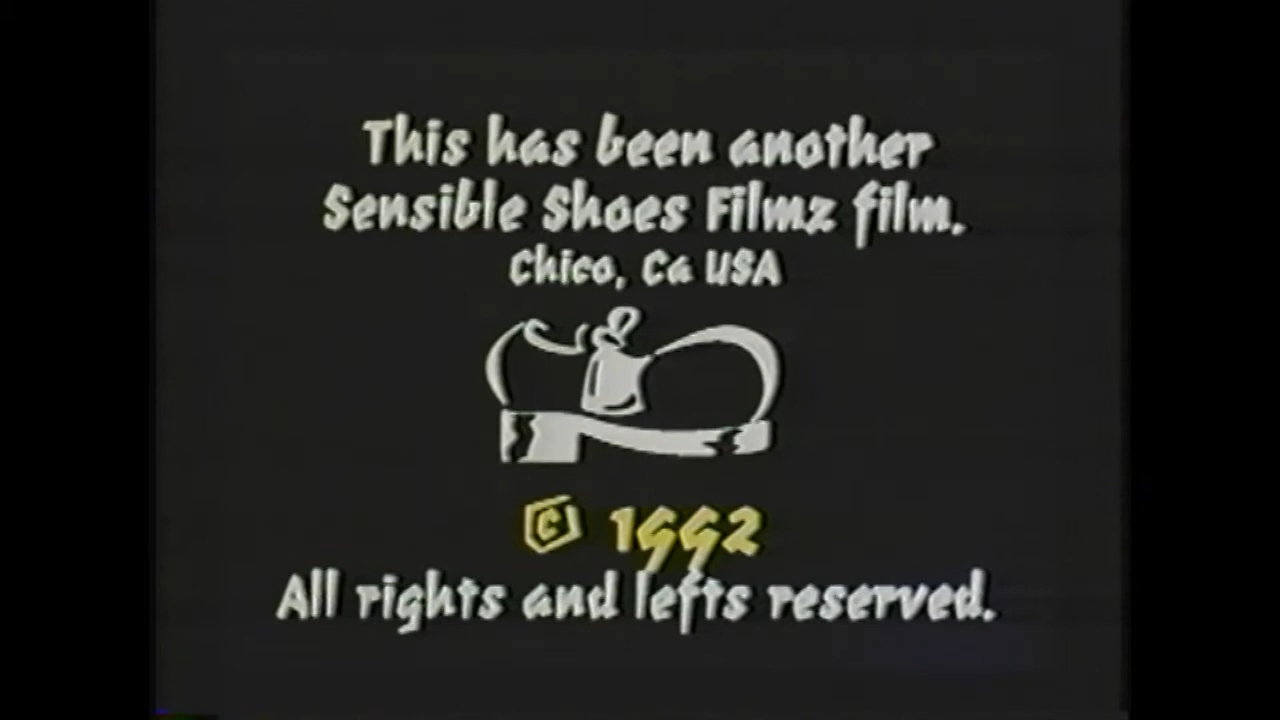 This has been another
Sensible Shoes Filmz film.
Chico, Ca USA
© 1992
All rights and lefts reserved.